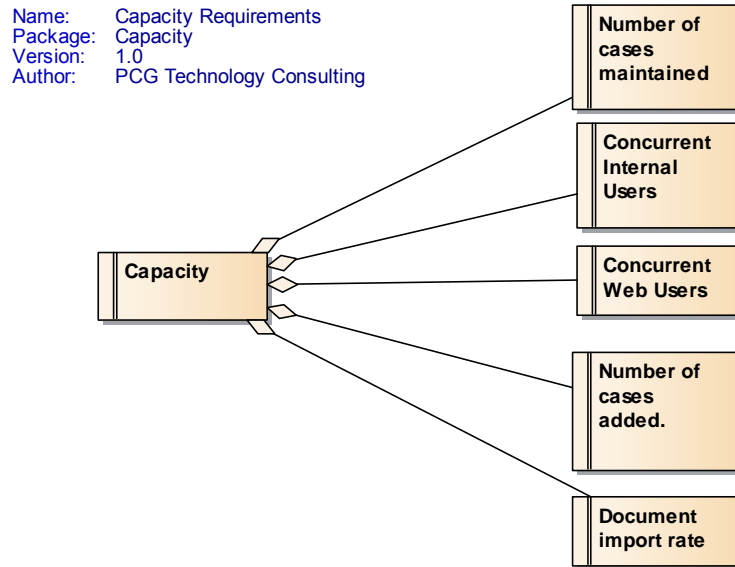 Name: Capacity Requirements
Package: Capacity
Version: 1.0
Author: PCG Technology Consulting
Number of
cases
maintained
Concurrent
Internal
Users
Capacity
Concurrent
Web Users
Number of
cases
added.
Document
import rate